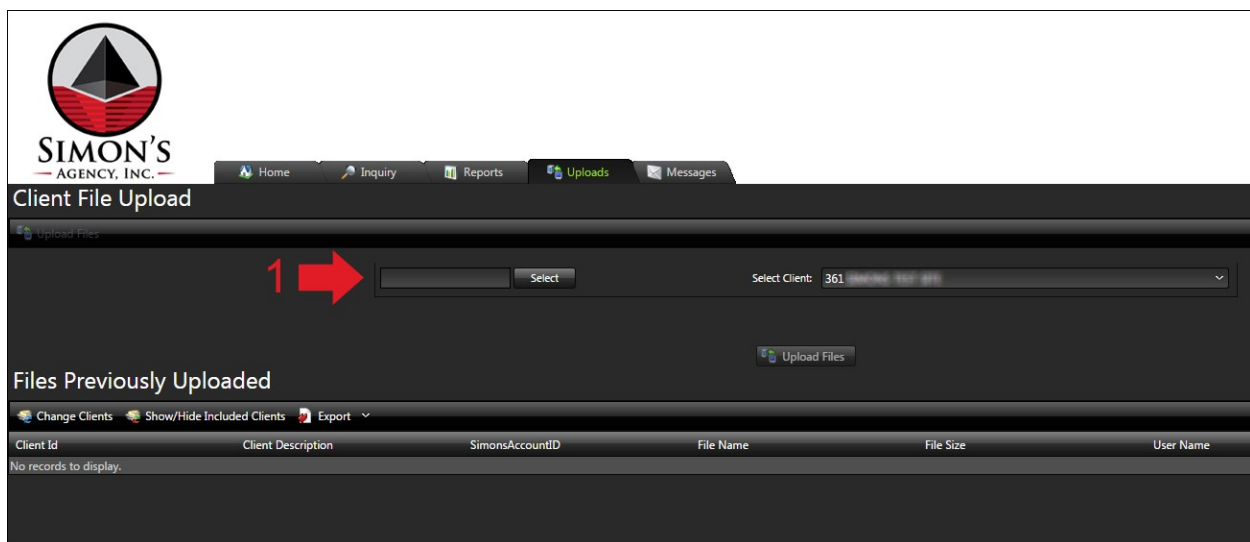 SIMON'S
AGENCY, INC.
Home Inquiry Reports Uploads Messages
Client File Upload
Upload Files
1 Select Select Client: 361
Upload Files
Files Previously Uploaded
Change Clients Show/Hide Included Clients Export
Client Id Client Description SimonsAccountID File Name File Size User Name
No records to display.